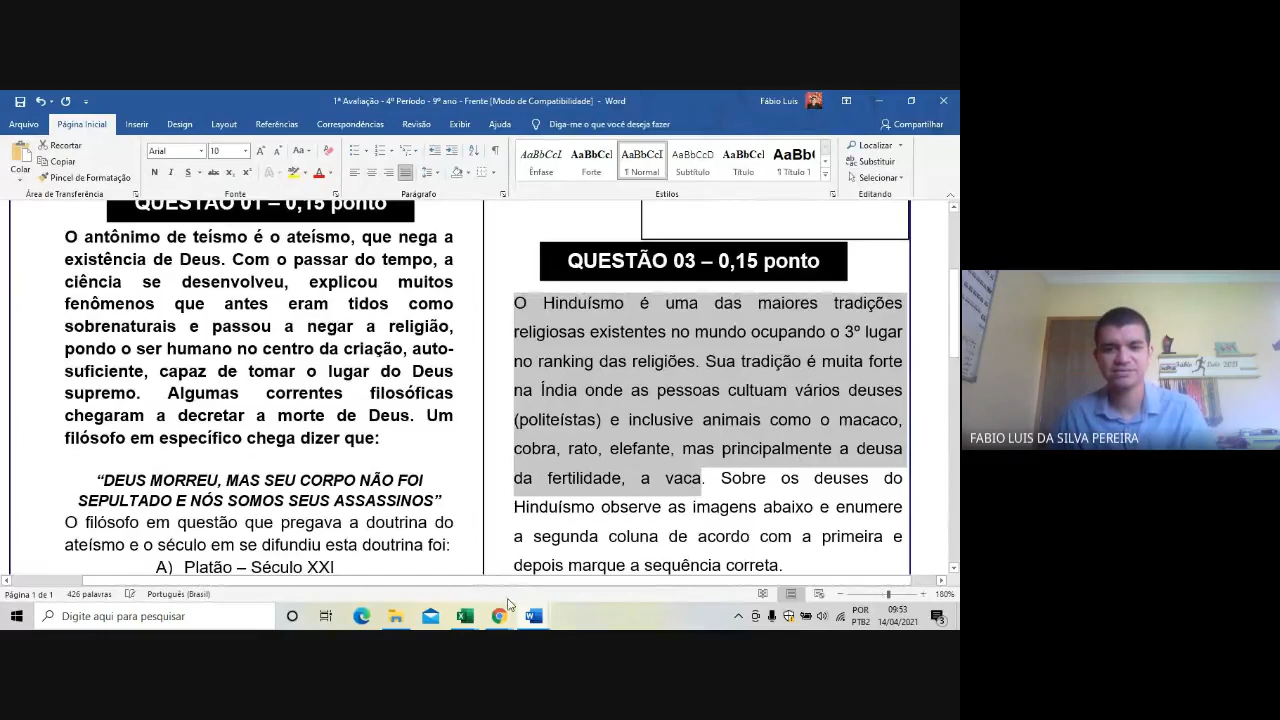 1ª Avaliação - 4º Período - 9º ano - Frente [Modo de Compatibilidade] - Word
Fábio Luis
Arquivo Página Inicial Inserir Design Layout Referências Correspondências Revisão Exibir Ajuda Diga-me o que você deseja fazer Compartilhar
Colar
Recortar
Copiar
Pincel de Formatação
Área de Transferência
Arial 10
N I S abc x₂ x²
Fonte
Parágrafo
AaBbCcI AaBbCcI AaBbCcI AaBbCcD AaBbCcI AaBb(
Ênfase Forte ¶ Normal Subtítulo Título ¶ Título 1
Estilos
Localizar
Substituir
Selecionar
Editando
QUESTÃO 01 – 0,15 ponto
O antônimo de teísmo é o ateísmo, que nega a
existência de Deus. Com o passar do tempo, a
ciência se desenvolveu, explicou muitos
fenômenos que antes eram tidos como
sobrenaturais e passou a negar a religião,
pondo o ser humano no centro da criação, auto-
suficiente, capaz de tomar o lugar do Deus
supremo. Algumas correntes filosóficas
chegaram a decretar a morte de Deus. Um
filósofo em específico chega dizer que:
“DEUS MORREU, MAS SEU CORPO NÃO FOI
SEPULTADO E NÓS SOMOS SEUS ASSASSINOS”
O filósofo em questão que pregava a doutrina do
ateísmo e o século em se difundiu esta doutrina foi:
A) Platão – Século XXI
QUESTÃO 03 – 0,15 ponto
O Hinduísmo é uma das maiores tradições
religiosas existentes no mundo ocupando o 3º lugar
no ranking das religiões. Sua tradição é muita forte
na Índia onde as pessoas cultuam vários deuses
(politeístas) e inclusive animais como o macaco,
cobra, rato, elefante, mas principalmente a deusa
da fertilidade, a vaca. Sobre os deuses do
Hinduísmo observe as imagens abaixo e enumere
a segunda coluna de acordo com a primeira e
depois marque a sequência correta.
Página 1 de 1 426 palavras Português (Brasil) 180%
Digite aqui para pesquisar
POR
PTB2
09:53
14/04/2021
3
Fábio Luis 2021
FABIO LUIS DA SILVA PEREIRA